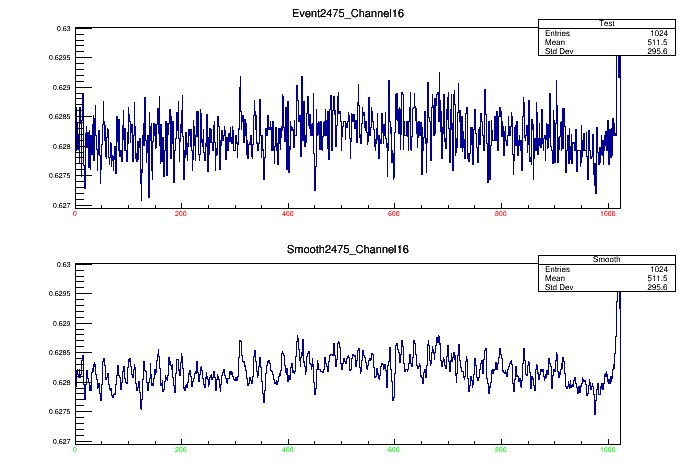 Event2475_Channel16
Test
Entries 1024
Mean 511.5
Std Dev 295.6
0.63
0.6295
0.629
0.6285
0.628
0.6275
0.627
0 200 400 600 800 1000
Smooth2475_Channel16
Smooth
Entries 1024
Mean 511.5
Std Dev 295.6
0.63
0.6295
0.629
0.6285
0.628
0.6275
0.627
0 200 400 600 800 1000